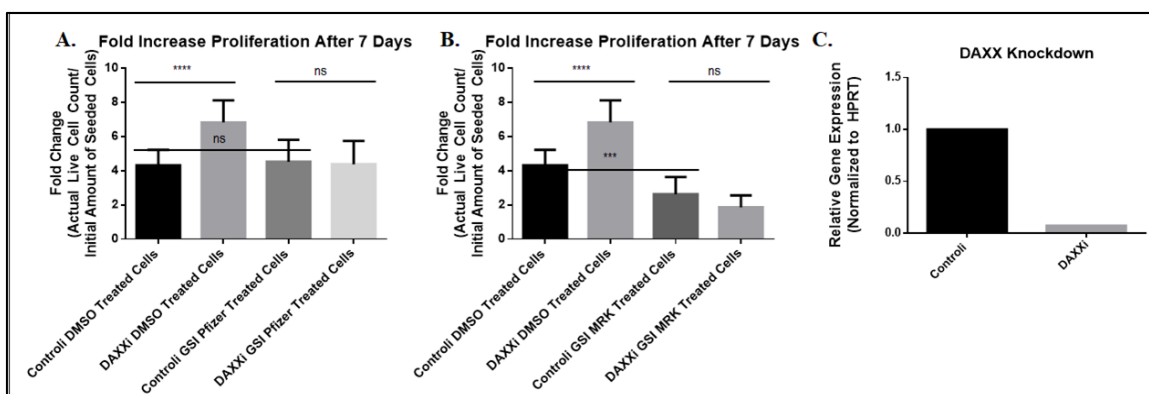 A. Fold Increase Proliferation After 7 Days
Fold Change
(Actual Live Cell Count/
Initial Amount of Seeded Cells)
10
8
6
4
2
0
****
ns
ns
Controli DMSO Treated Cells
DAXXi DMSO Treated Cells
Controli GSI Pfizer Treated Cells
DAXXi GSI Pfizer Treated Cells
B. Fold Increase Proliferation After 7 Days
Fold Change
(Actual Live Cell Count/
Initial Amount of Seeded Cells)
10
8
6
4
2
0
****
ns
***
Controli DMSO Treated Cells
DAXXi DMSO Treated Cells
Controli GSI MRK Treated Cells
DAXXi GSI MRK Treated Cells
C.
DAXX Knockdown
Relative Gene Expression
(Normalized to HPRT)
1.5
1.0
0.5
0.0
Controli
DAXXi